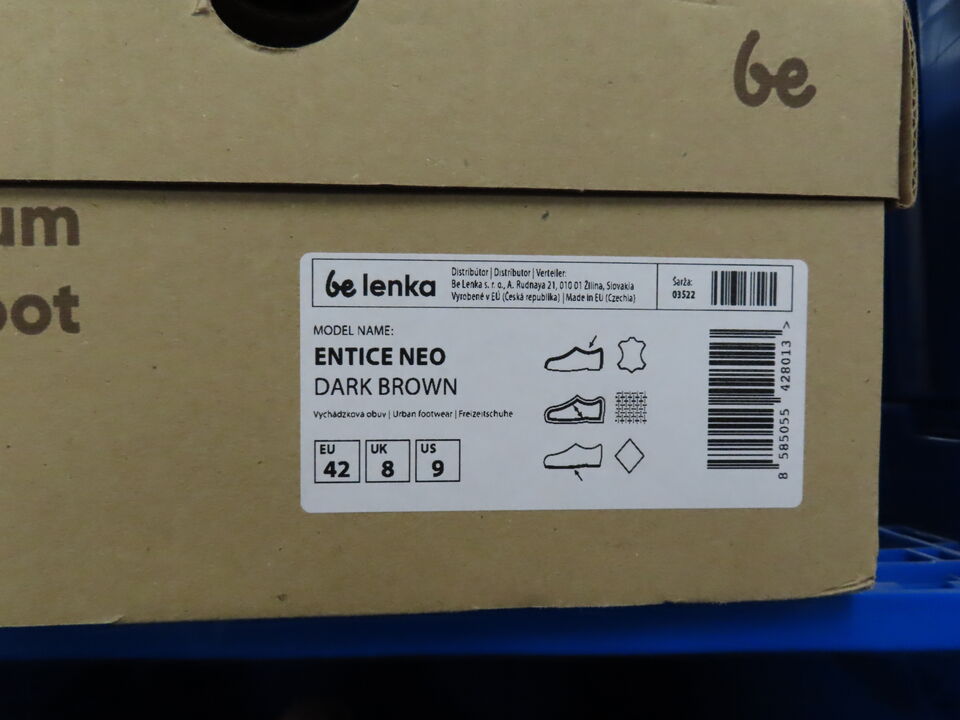 be
um
oot
be lenka
Distribútor | Distributor | Verteiler:
Be Lenka s. r. o., A. Rudnaya 21, 010 01 Žilina, Slovakia
Vyrobené v EÚ (Česká republika) | Made in EU (Czechia)
Šarža:
03522
MODEL NAME:
ENTICE NEO
DARK BROWN
Vychádzková obuv | Urban footwear | Freizeitschuhe
EU
42
UK
8
US
9
8 585055 428013 >